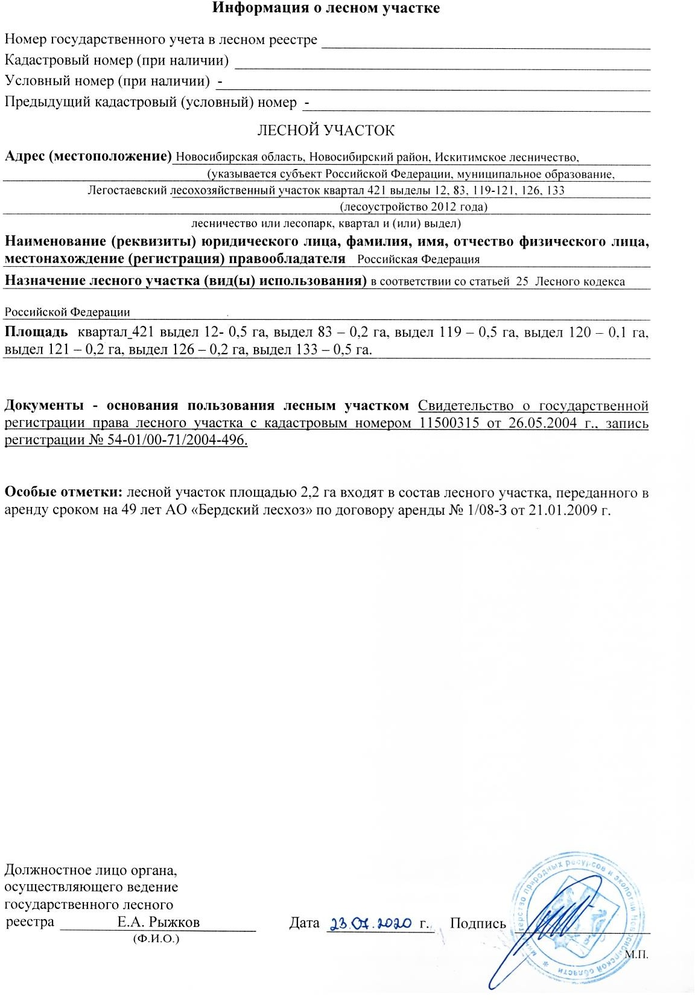 Информация о лесном участке
Номер государственного учета в лесном реестре
Кадастровый номер (при наличии)
Условный номер (при наличии) -
Предыдущий кадастровый (условный) номер -
ЛЕСНОЙ УЧАСТОК
Адрес (местоположение) Новосибирская область, Новосибирский район, Искитимское лесничество,
(указывается субъект Российской Федерации, муниципальное образование,
Легостаевский лесохозяйственный участок квартал 421 выделы 12, 83, 119-121, 126, 133
(лесоустройство 2012 года)
лесничество или лесопарк, квартал и (или) выдел)
Наименование (реквизиты) юридического лица, фамилия, имя, отчество физического лица,
местонахождение (регистрация) правообладателя Российская Федерация
Назначение лесного участка (вид(ы) использования) в соответствии со статьей 25 Лесного кодекса
Российской Федерации
Площадь квартал 421 выдел 12- 0,5 га, выдел 83 – 0,2 га, выдел 119 – 0,5 га, выдел 120 – 0,1 га,
выдел 121 – 0,2 га, выдел 126 – 0,2 га, выдел 133 – 0,5 га.
Документы - основания пользования лесным участком Свидетельство о государственной
регистрации права лесного участка с кадастровым номером 11500315 от 26.05.2004 г., запись
регистрации № 54-01/00-71/2004-496.
Особые отметки: лесной участок площадью 2,2 га входят в состав лесного участка, переданного в
аренду сроком на 49 лет АО «Бердский лесхоз» по договору аренды № 1/08-З от 21.01.2009 г.
Должностное лицо органа,
осуществляющего ведение
государственного лесного
реестра Е.А. Рыжков Дата 23.07.2020 г. Подпись
(Ф.И.О.)
М.П.
министерство природных ресурсов и экологии Новосибирской области *